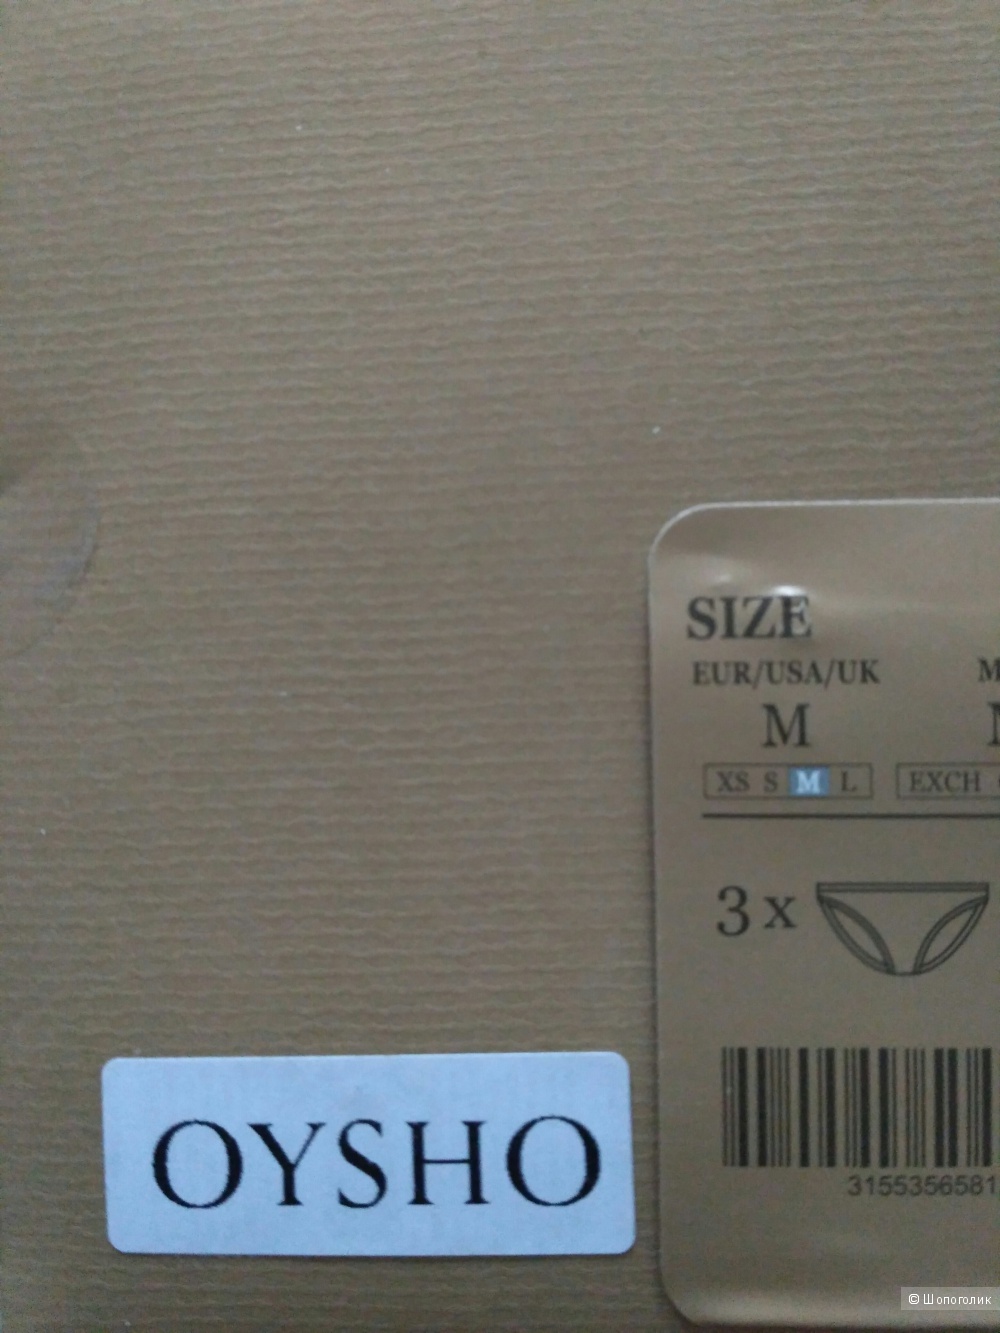 SIZE
EUR/USA/UK
M
XS S M L
EXCH
3 x
3155356581
OYSHO
© Шопоголик